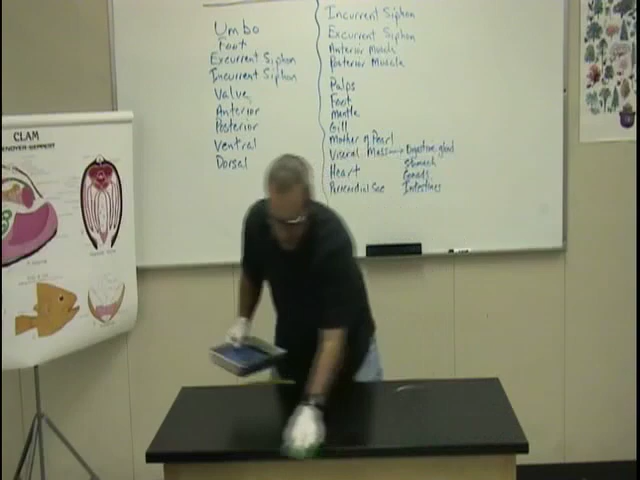 Umbo
Foot
Excurrent Siphon
Incurrent Siphon
Valve
Anterior
Posterior
Ventral
Dorsal
Incurrent Siphon
Excurrent Siphon
Anterior Muscle
Posterior Muscle
Palps
Foot
Mantle
Gill
Mother of Pearl
Visceral Mass → Digestive gland
Heart Stomach
Gonads
Pericardial Sac Intestines
CLAM